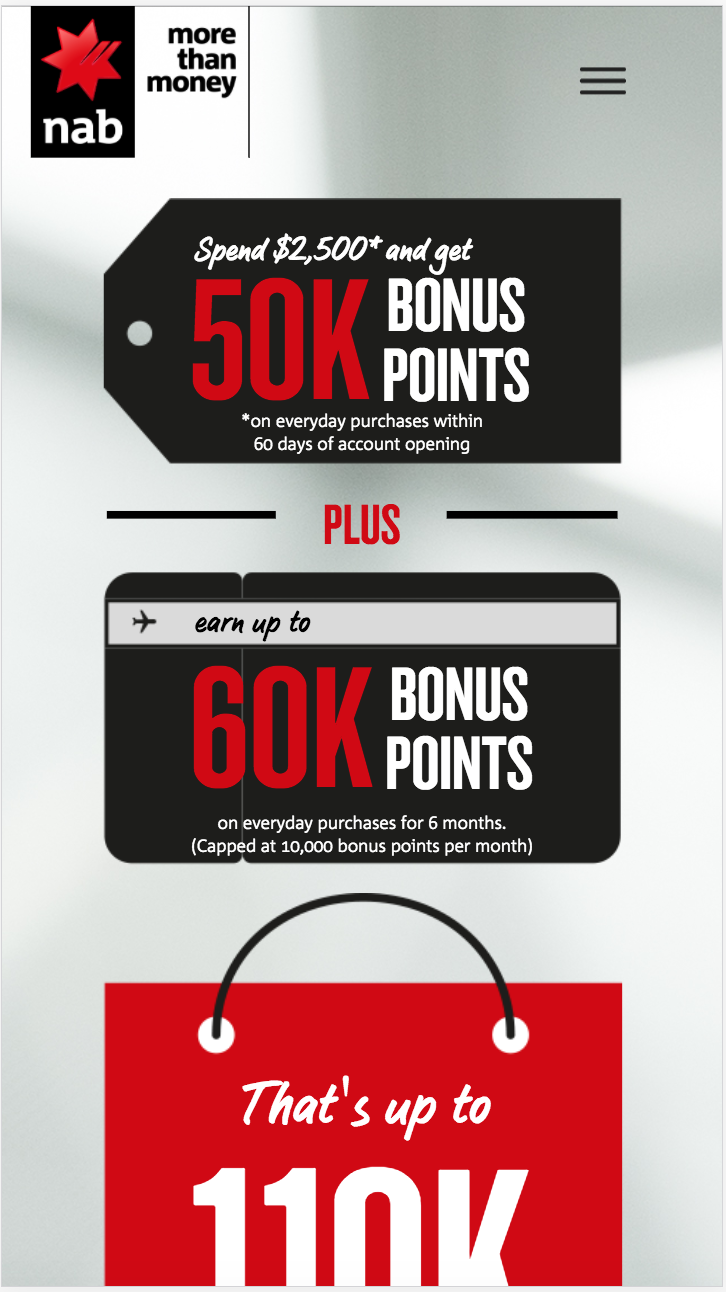 more
than
money
nab
Spend $2,500* and get
50K BONUS
POINTS
*on everyday purchases within
60 days of account opening
PLUS
earn up to
60K BONUS
POINTS
on everyday purchases for 6 months.
(Capped at 10,000 bonus points per month)
That's up to
110K